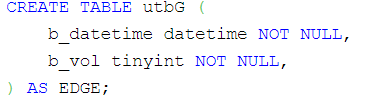 CREATE TABLE utbG (
    b_datetime datetime NOT NULL,
    b_vol tinyint NOT NULL,
) AS EDGE;